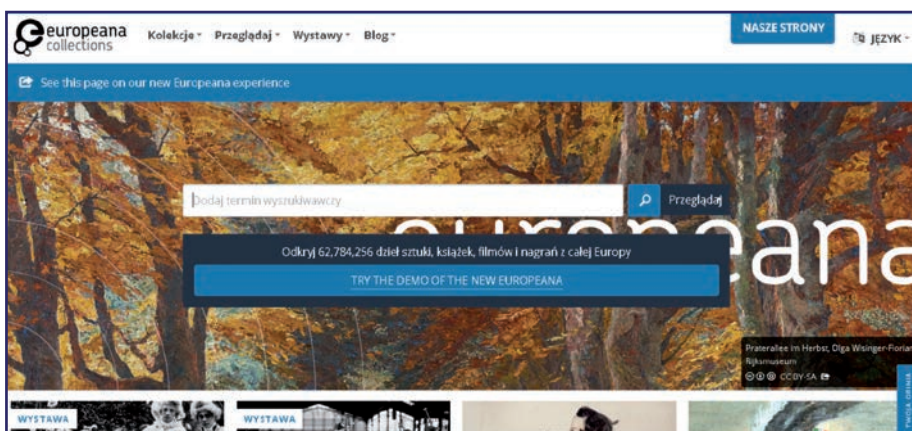 europeana
collections
Kolekcje
Przeglądaj
Wystawy
Blog
NASZE STRONY
JĘZYK
See this page on our new Europeana experience
Dodaj termin wyszukiwawczy
Przeglądaj
europeana
Odkryj 62,784,256 dzieł sztuki, książek, filmów i nagrań z całej Europy
TRY THE DEMO OF THE NEW EUROPEANA
Praterallee im Herbst, Olga Wisinger-Florian
Rijksmuseum
CC BY-SA
TWOJA OPINIA
WYSTAWA
WYSTAWA